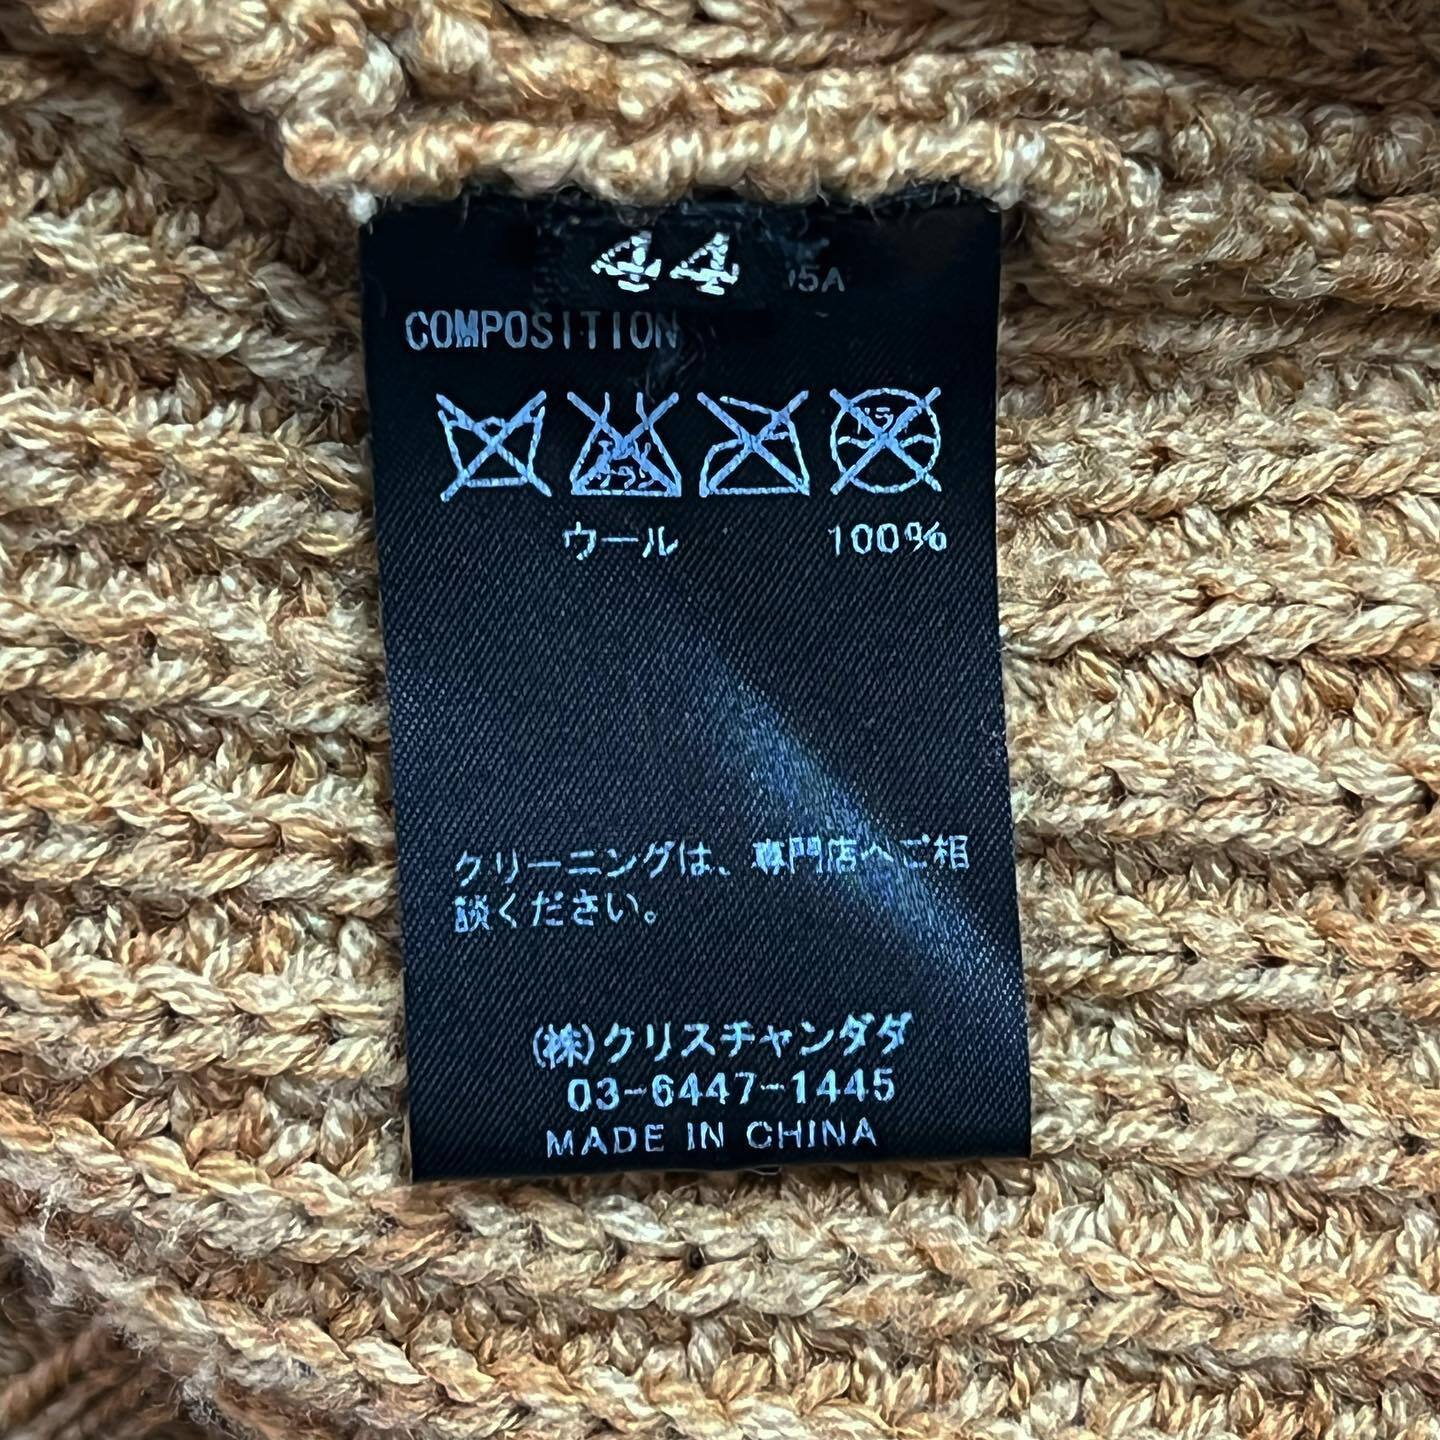 44 05A
COMPOSITION
ウール 100%
クリーニングは、専門店へご相
談ください。
(株)クリスチャンダダ
03-6447-1445
MADE IN CHINA